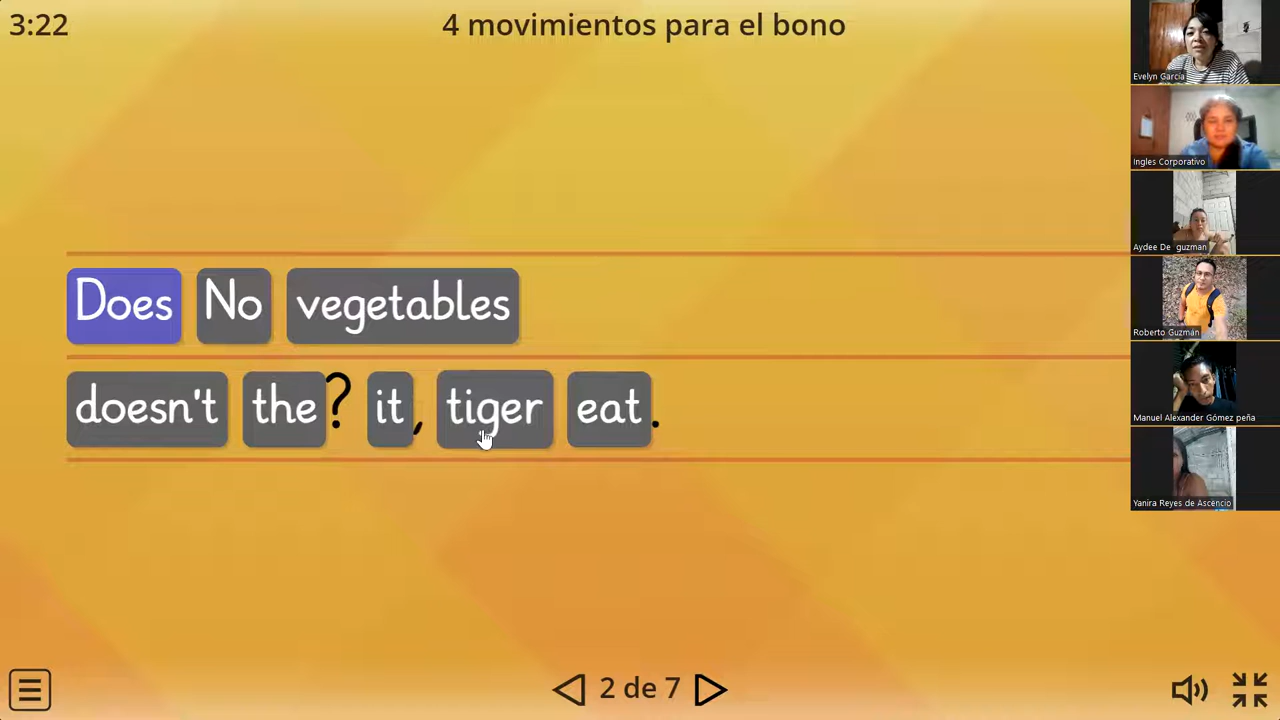 3:22
4 movimientos para el bono
Does No vegetables
doesn't the? it, tiger eat.
2 de 7
Evelyn García
Ingles Corporativo
Aydee De guzman
Roberto Guzmán
Manuel Alexander Gómez peña
Yanira Reyes de Ascencio